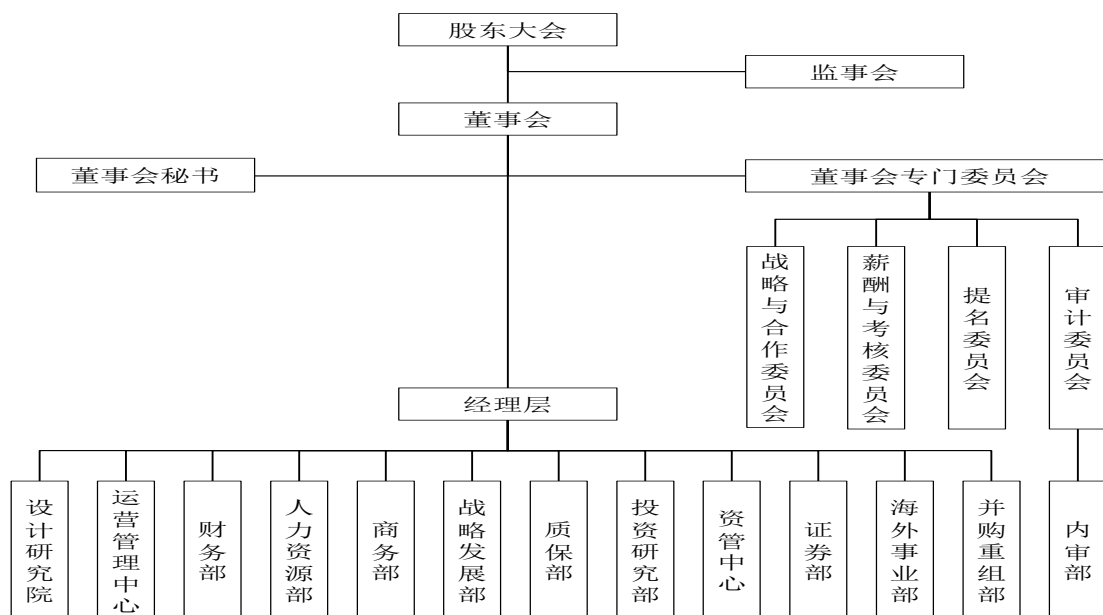 股东大会
监事会
董事会
董事会秘书
董事会专门委员会
战略与合作委员会
薪酬与考核委员会
提名委员会
审计委员会
经理层
设计研究院
运营管理中心
财务部
人力资源部
商务部
战略发展部
质保部
投资研究部
资管中心
证券部
海外事业部
并购重组部
内审部